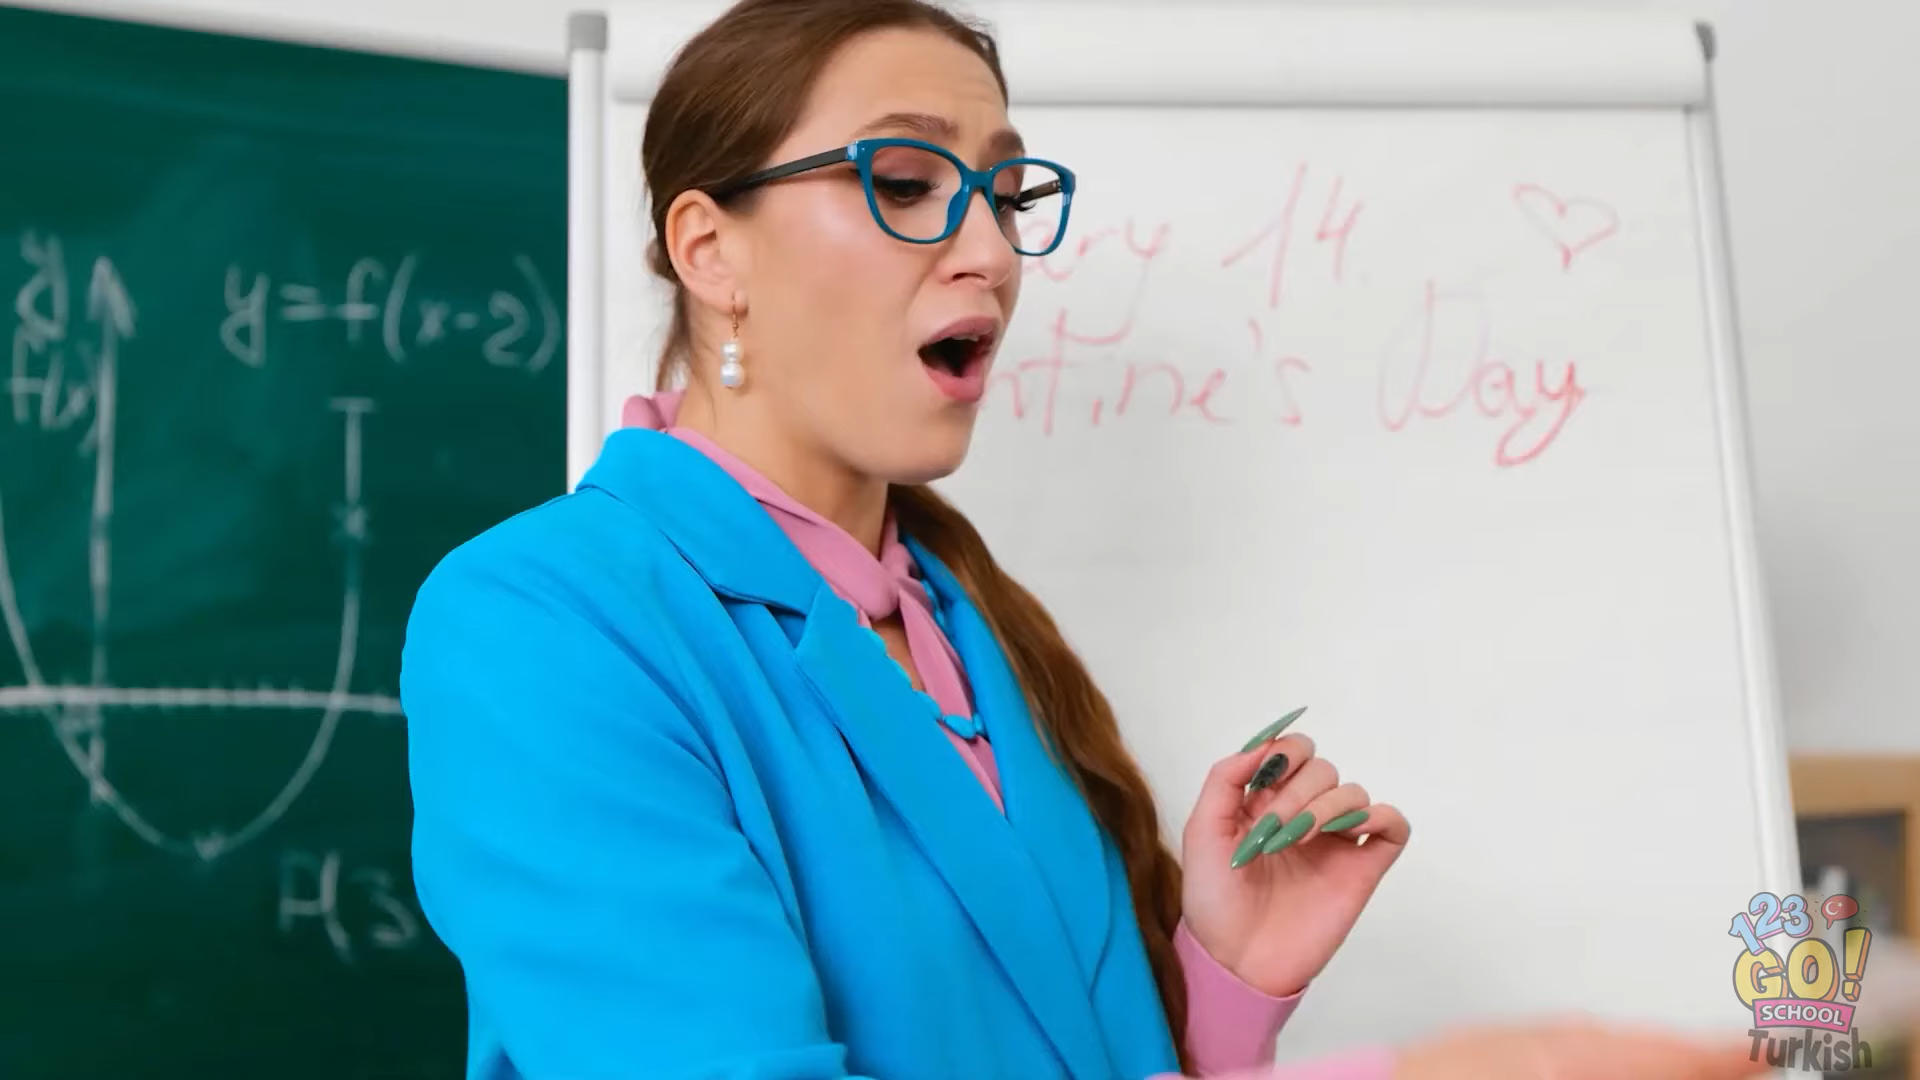 y
f(x)
y=f(x-2)
ary 14
ntine's Day
123
GO!
SCHOOL
Turkish